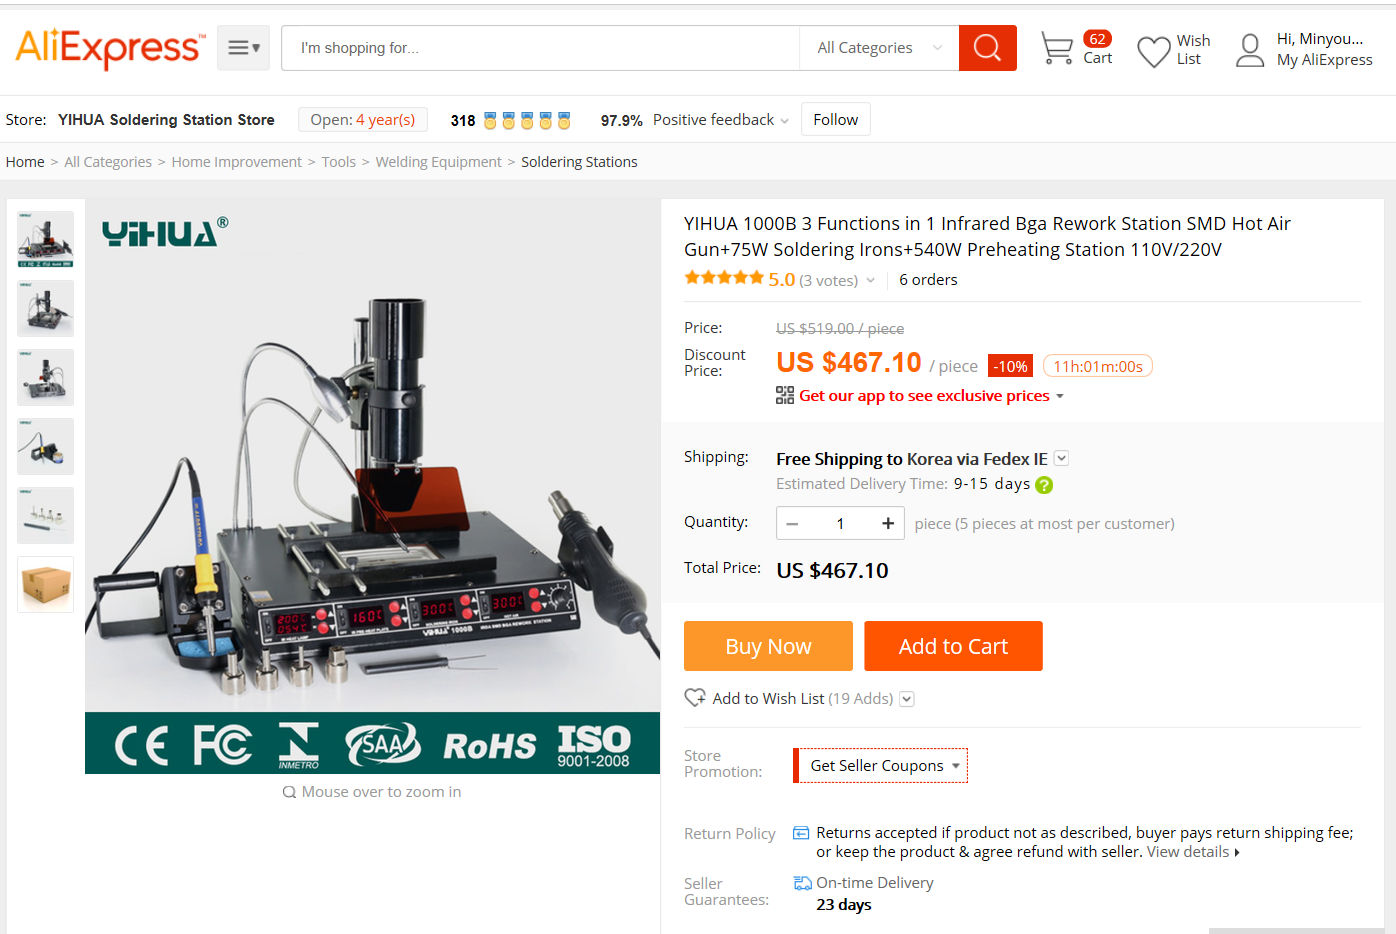 AliExpress™
I'm shopping for...
All Categories
62
Cart
Wish
List
Hi, Minyou...
My AliExpress
Store: YIHUA Soldering Station Store
Open: 4 year(s)
318
97.9% Positive feedback
Follow
Home > All Categories > Home Improvement > Tools > Welding Equipment > Soldering Stations
YIHUA®
YIHUA 1000B
CE FC INMETRO SAA RoHS ISO
9001-2008
Mouse over to zoom in
YIHUA 1000B 3 Functions in 1 Infrared Bga Rework Station SMD Hot Air
Gun+75W Soldering Irons+540W Preheating Station 110V/220V
5.0 (3 votes)
6 orders
Price: US $519.00 / piece
Discount
Price:
US $467.10 / piece -10% 11h:01m:00s
Get our app to see exclusive prices
Shipping: Free Shipping to Korea via Fedex IE
Estimated Delivery Time: 9-15 days ?
Quantity: − 1 + piece (5 pieces at most per customer)
Total Price: US $467.10
Buy Now
Add to Cart
Add to Wish List (19 Adds)
Store
Promotion:
Get Seller Coupons
Return Policy
Returns accepted if product not as described, buyer pays return shipping fee;
or keep the product & agree refund with seller. View details
Seller
Guarantees:
On-time Delivery
23 days